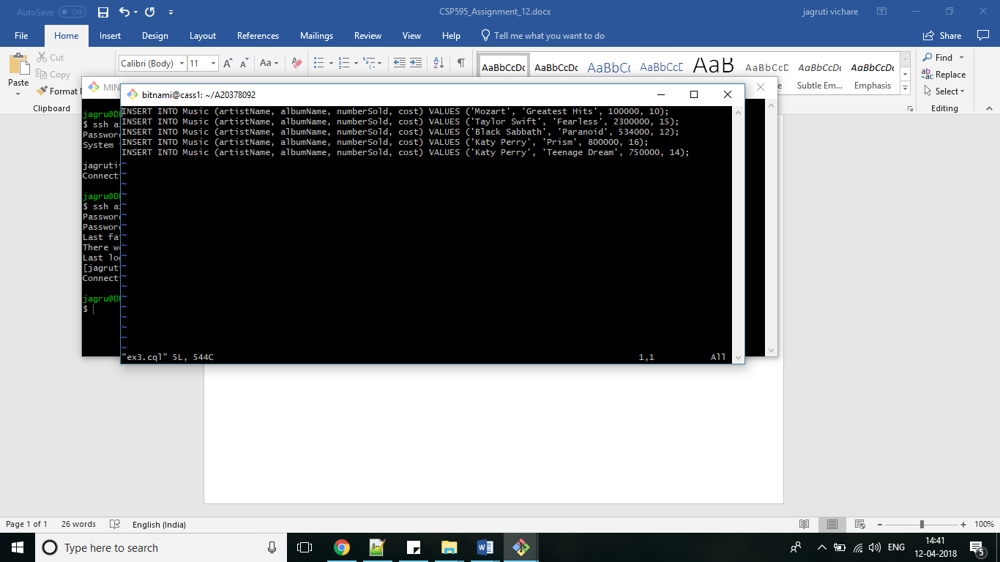 AutoSave Off
CSP595_Assignment_12.docx
jagruti vichare
File Home Insert Design Layout References Mailings Review View Help Tell me what you want to do
Share
Paste
Cut
Copy
Format
Clipboard
Calibri (Body) 11
AaBbCcDc AaBbCcDc AaBbCc AaBbCcD AaB AaBbCcD AaBbCcDc AaBbCcDc
Subtle Em... Emphasis
Find
Replace
Select
Editing
MIN
bitnami@cass1: ~/A20378092
INSERT INTO Music (artistName, albumName, numberSold, cost) VALUES ('Mozart', 'Greatest Hits', 100000, 10);
INSERT INTO Music (artistName, albumName, numberSold, cost) VALUES ('Taylor Swift', 'Fearless', 2300000, 15);
INSERT INTO Music (artistName, albumName, numberSold, cost) VALUES ('Black Sabbath', 'Paranoid', 534000, 12);
INSERT INTO Music (artistName, albumName, numberSold, cost) VALUES ('Katy Perry', 'Prism', 800000, 16);
INSERT INTO Music (artistName, albumName, numberSold, cost) VALUES ('Katy Perry', 'Teenage Dream', 750000, 14);
"ex3.cql" 5L, 544C
1,1
All
jagru@D
$ ssh a
Passwor
System
jagruti
Connect
jagru@D
$ ssh a
Passwor
Passwor
Last fa
There w
Last lo
[jagrut
Connect
jagru@D
$
Page 1 of 1 26 words English (India)
100%
Type here to search
ENG
14:41
12-04-2018
5